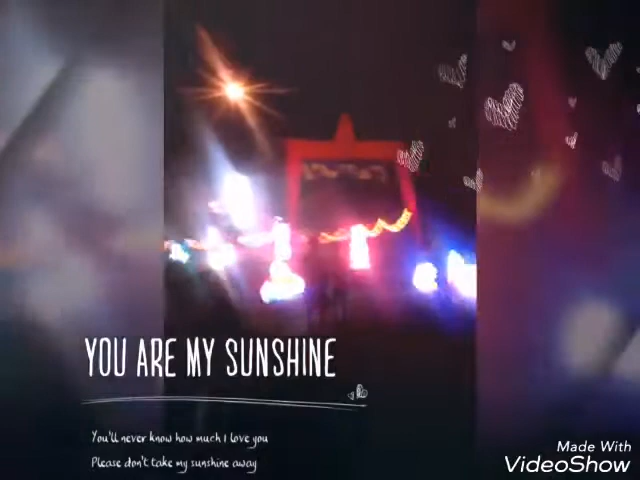 YOU ARE MY SUNSHINE
You'll never know how much I love you
Please don't take my sunshine away
Made With
VideoShow